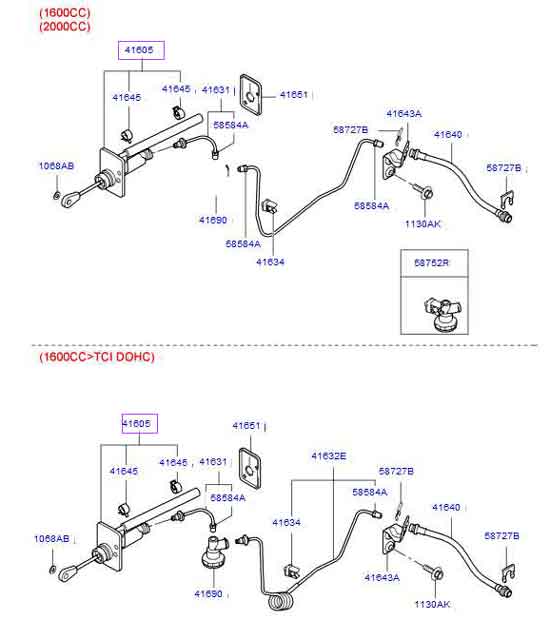 (1600CC)
(2000CC)
41605
41645
41645
41631
41651
58584A
41643A
58727B
41640
1068AB
58727B
41690
58584A
58584A
41634
1130AK
58752R
(1600CC>TCI DOHC)
41605
41651
41645
41645
41631
41632E
58727B
58584A
58584A
41634
41640
1068AB
58727B
41690
41643A
1130AK